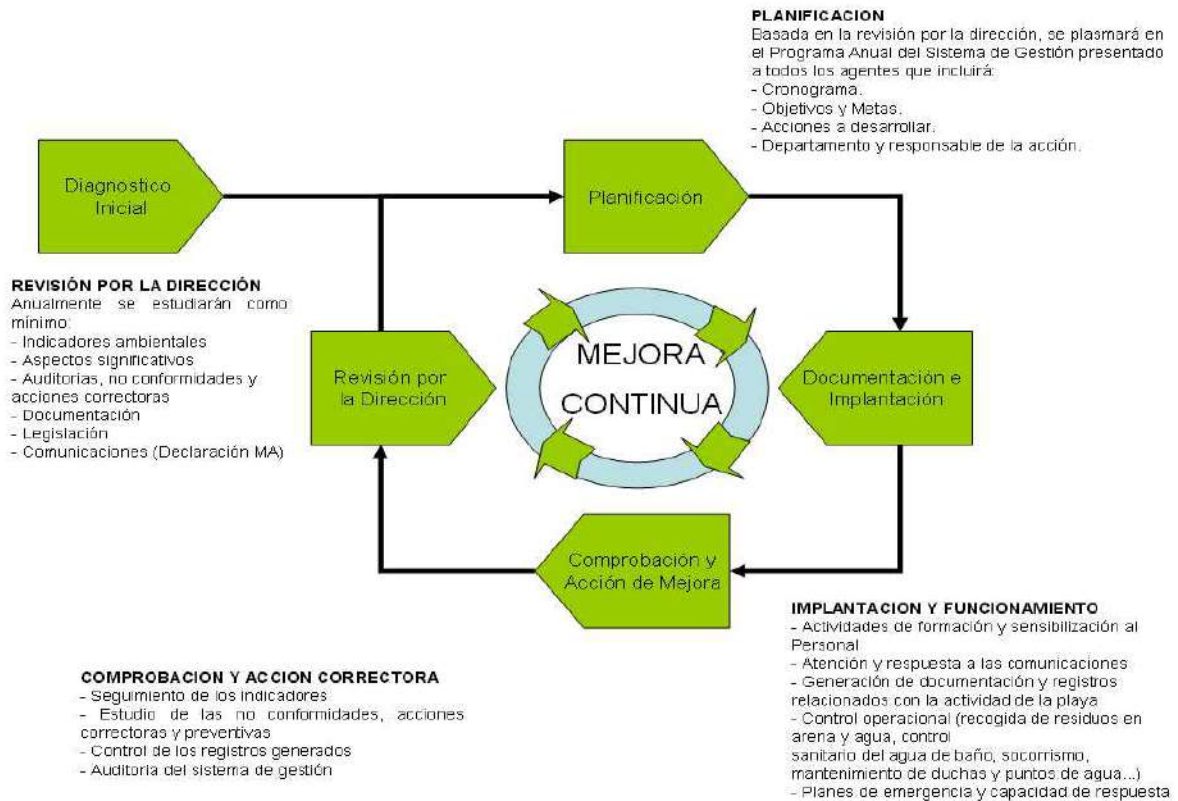 PLANIFICACION
Basada en la revisión por la dirección, se plasmará en
el Programa Anual del Sistema de Gestión presentado
a todos los agentes que incluirá:
- Cronograma.
- Objetivos y Metas.
- Acciones a desarrollar.
- Departamento y responsable de la acción.
Diagnostico
Inicial
Planificación
REVISIÓN POR LA DIRECCIÓN
Anualmente se estudiarán como
mínimo:
- Indicadores ambientales
- Aspectos significativos
- Auditorias, no conformidades y
acciones correctoras
- Documentación
- Legislación
- Comunicaciones (Declaración MA)
Revisión por
la Dirección
MEJORA
CONTINUA
Documentación e
Implantación
Comprobación y
Acción de Mejora
IMPLANTACION Y FUNCIONAMIENTO
- Actividades de formación y sensibilización al
Personal
- Atención y respuesta a las comunicaciones
- Generación de documentación y registros
relacionados con la actividad de la playa
- Control operacional (recogida de residuos en
arena y agua, control
sanitario del agua de baño, socorrismo,
mantenimiento de duchas y puntos de agua...)
- Planes de emergencia y capacidad de respuesta
COMPROBACION Y ACCION CORRECTORA
- Seguimiento de los indicadores
- Estudio de las no conformidades, acciones
correctoras y preventivas
- Control de los registros generados
- Auditoria del sistema de gestión